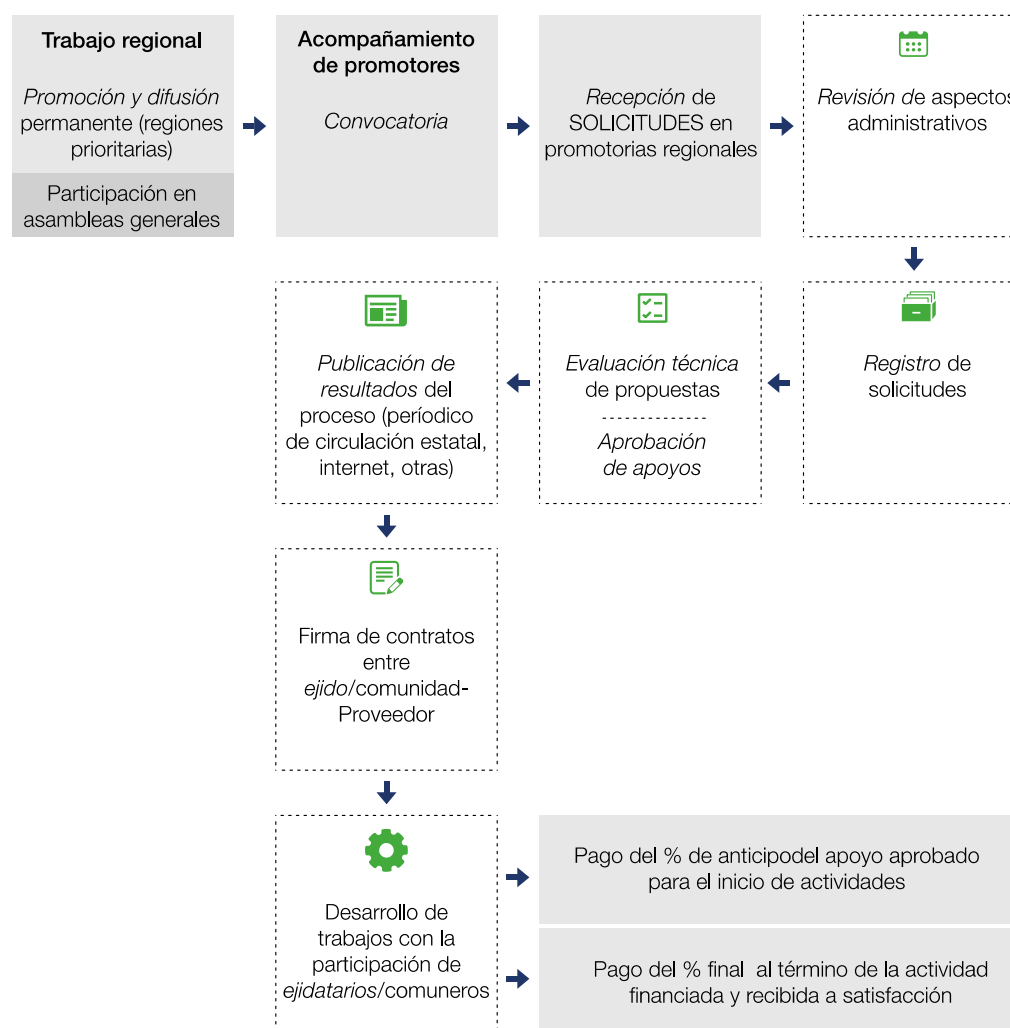 Trabajo regional
Promoción y difusión
permanente (regiones
prioritarias)
Participación en
asambleas generales
Acompañamiento
de promotores
Convocatoria
Recepción de
SOLICITUDES en
promotorias regionales
Revisión de aspectos
administrativos
Registro de
solicitudes
Evaluación técnica
de propuestas
Aprobación
de apoyos
Publicación de
resultados del
proceso (períodico
de circulación estatal,
internet, otras)
Firma de contratos
entre
ejido/comunidad-
Proveedor
Desarrollo de
trabajos con la
participación de
ejidatarios/comuneros
Pago del % de anticipodel apoyo aprobado
para el inicio de actividades
Pago del % final al término de la actividad
financiada y recibida a satisfacción